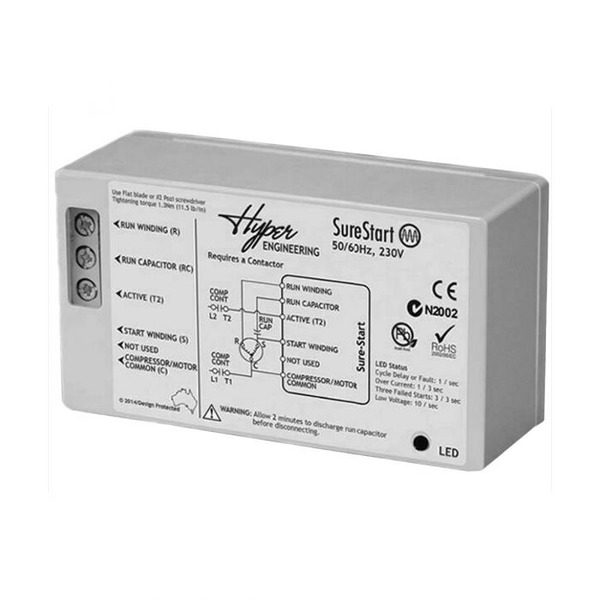 Use Flat blade or #2 Pozi screwdriver
Tightening torque 1.3Nm (11.5 lb/in)
RUN WINDING (R)
RUN CAPACITOR (RC)
ACTIVE (T2)
START WINDING (S)
NOT USED
COMPRESSOR/MOTOR
COMMON (C)
© 2014/Design Protected
Hyper
ENGINEERING
Requires a Contactor
COMP
CONT
L2 T2
RUN
CAP
R S
C
COMP
CONT
L1 T1
RUN WINDING
RUN CAPACITOR
ACTIVE (T2)
START WINDING
NOT USED
COMPRESSOR/MOTOR
COMMON
Sure-Start
WARNING: Allow 2 minutes to discharge run capacitor
before disconnecting.
SureStart
50/60Hz, 230V
CE
N2002
RoHS
LED Status
Cycle Delay or Fault: 1 / sec
Over Current: 1 / 3 sec
Three Failed Starts: 3 / 3 sec
Low Voltage: 10 / sec
LED